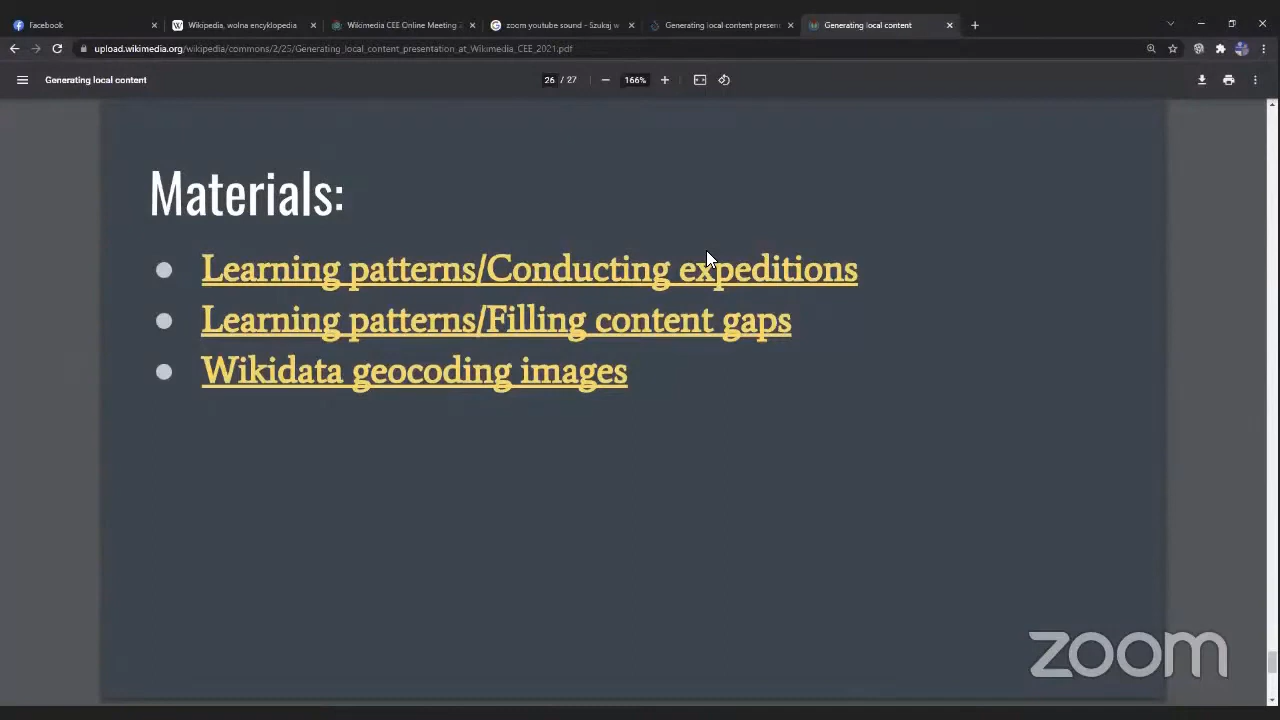 Facebook
Wikipedia, wolna encyklopedia
Wikimedia CEE Online Meeting 2
zoom youtube sound - Szukaj w
Generating local content presen
Generating local content
upload.wikimedia.org/wikipedia/commons/2/25/Generating_local_content_presentation_at_Wikimedia_CEE_2021.pdf
Generating local content
26 / 27
166%
Materials:
Learning patterns/Conducting expeditions
Learning patterns/Filling content gaps
Wikidata geocoding images
zoom